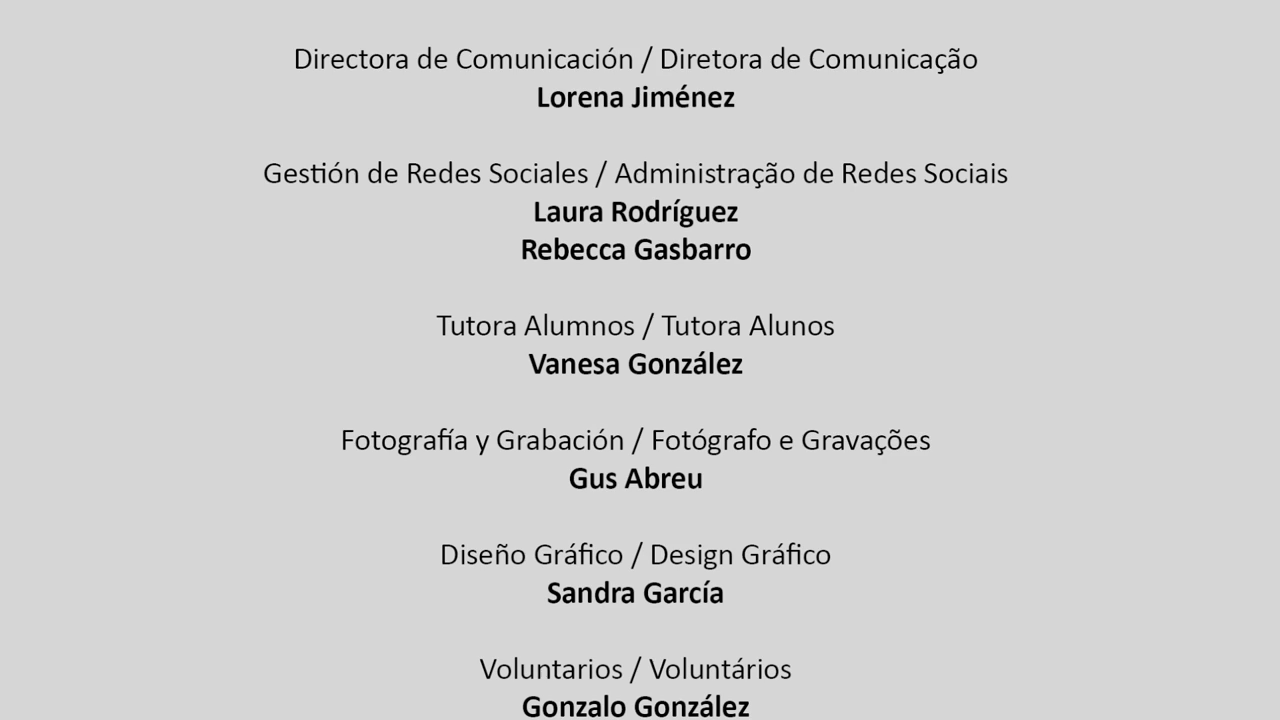 Directora de Comunicación / Diretora de Comunicação
Lorena Jiménez
Gestión de Redes Sociales / Administração de Redes Sociais
Laura Rodríguez
Rebecca Gasbarro
Tutora Alumnos / Tutora Alunos
Vanesa González
Fotografía y Grabación / Fotógrafo e Gravações
Gus Abreu
Diseño Gráfico / Design Gráfico
Sandra García
Voluntarios / Voluntários
Gonzalo González